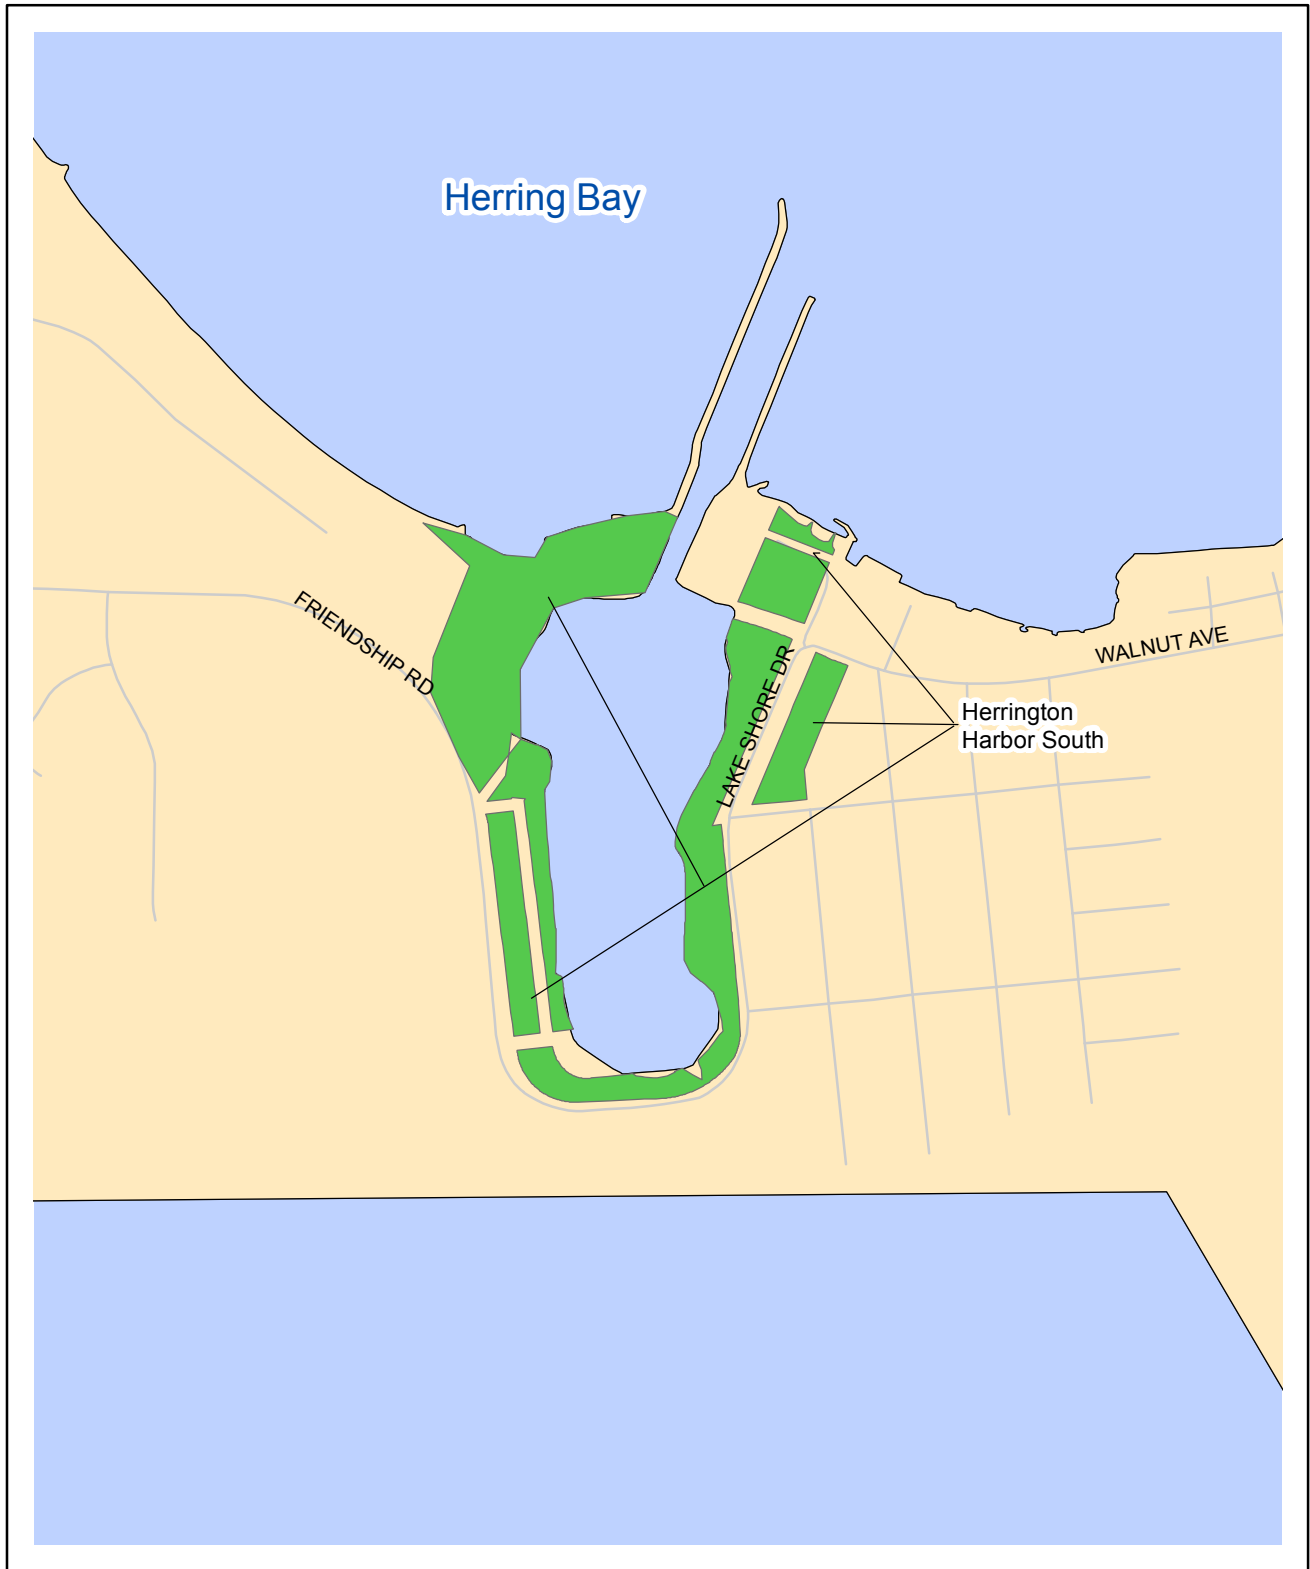 Herring Bay
FRIENDSHIP RD
WALNUT AVE
LAKE SHORE DR
Herrington
Harbor South